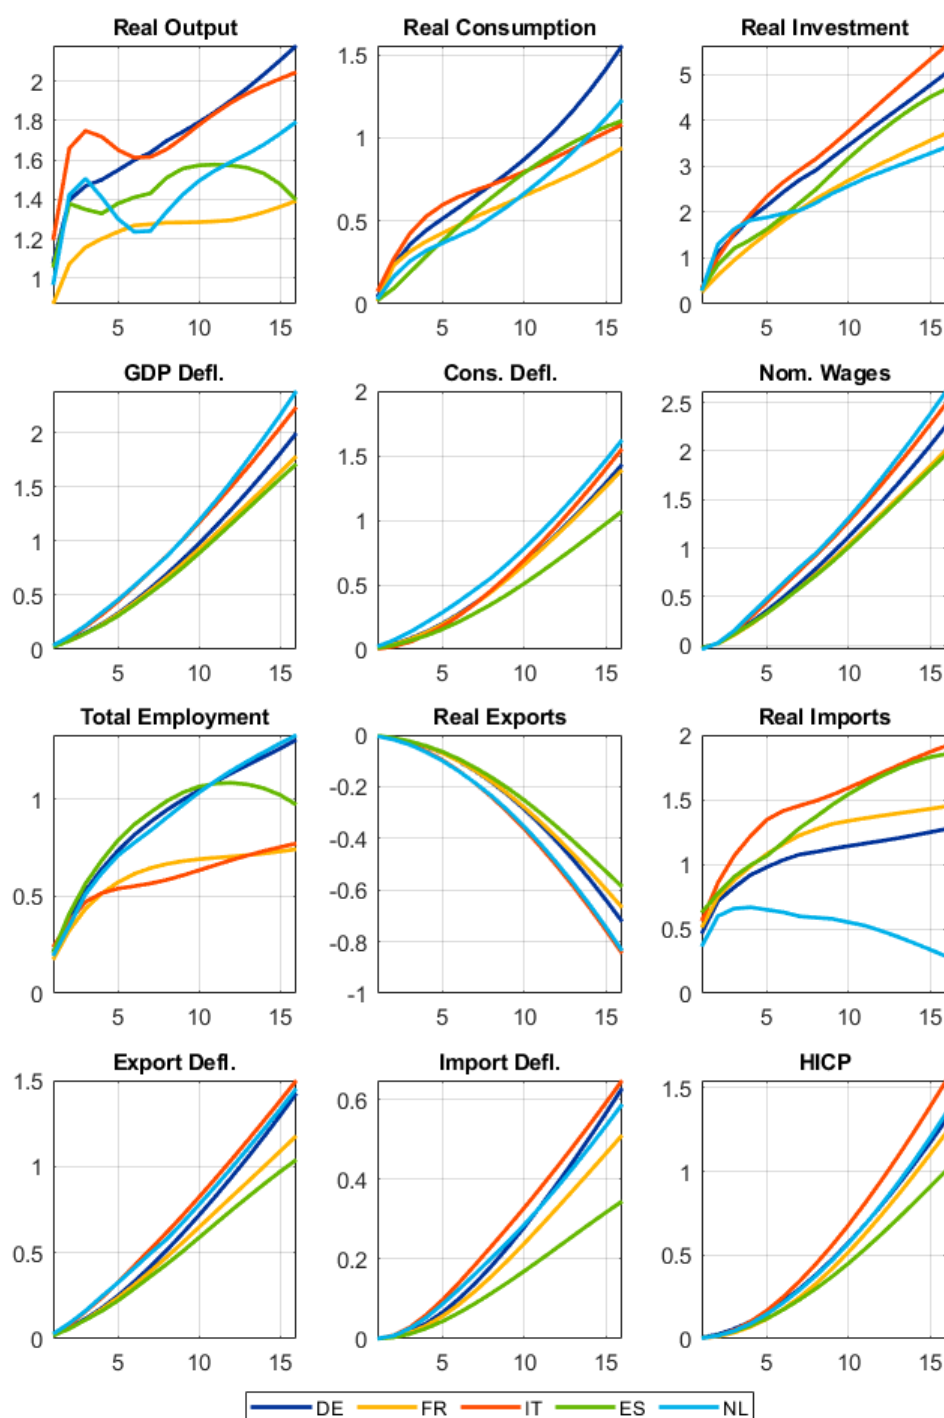 Real Output Real Consumption Real Investment
2 1.8 1.6 1.4 1.2 1
1.5 1 0.5 0
5 4 3 2 1 0
5 10 15 5 10 15 5 10 15
GDP Defl. Cons. Defl. Nom. Wages
2 1.5 1 0.5 0
2 1.5 1 0.5 0
2.5 2 1.5 1 0.5 0
5 10 15 5 10 15 5 10 15
Total Employment Real Exports Real Imports
1 0.5 0
0 -0.2 -0.4 -0.6 -0.8 -1
2 1.5 1 0.5 0
5 10 15 5 10 15 5 10 15
Export Defl. Import Defl. HICP
1.5 1 0.5 0
0.6 0.4 0.2 0
1.5 1 0.5 0
5 10 15 5 10 15 5 10 15
DE FR IT ES NL